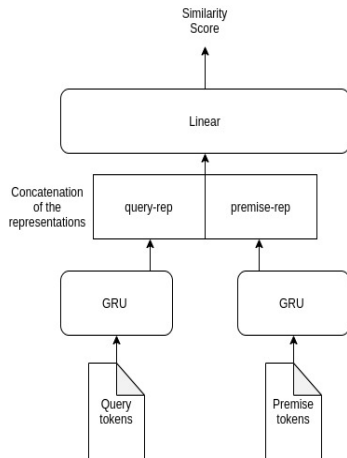 Similarity
Score
Linear
Concatenation
of the
representations
query-rep
premise-rep
GRU
GRU
Query
tokens
Premise
tokens